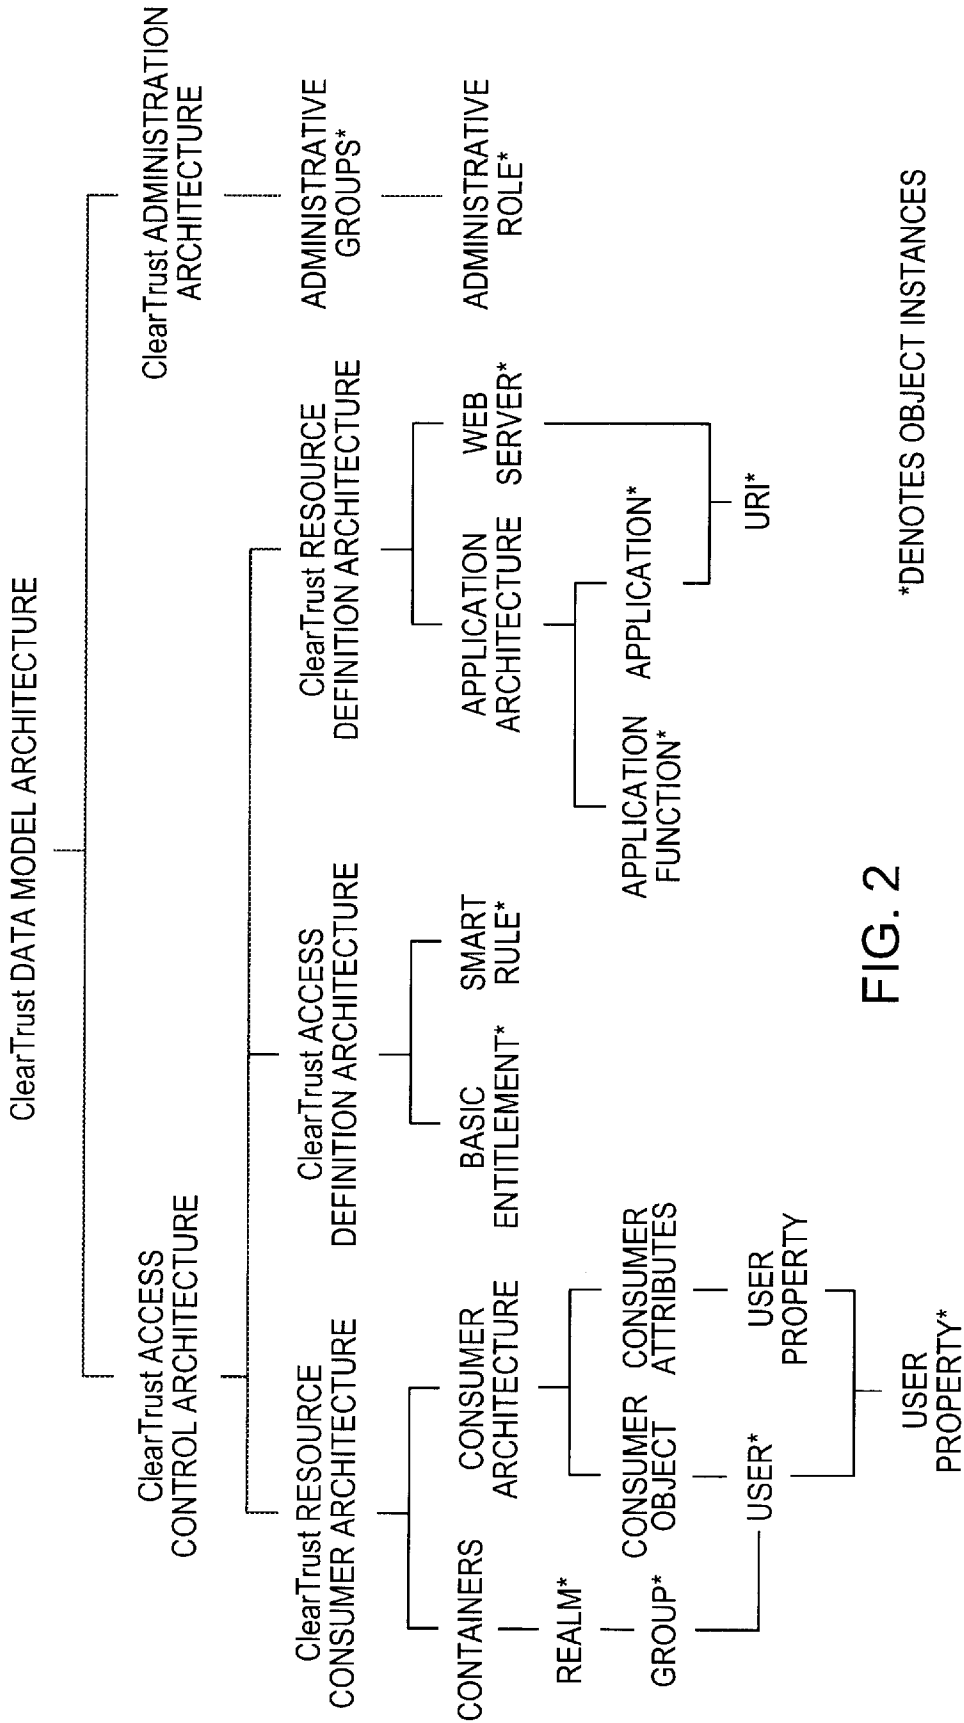 ClearTrust DATA MODEL ARCHITECTURE
ClearTrust ACCESS
CONTROL ARCHITECTURE
ClearTrust ADMINISTRATION
ARCHITECTURE
ClearTrust RESOURCE
CONSUMER ARCHITECTURE
ClearTrust ACCESS
DEFINITION ARCHITECTURE
ClearTrust RESOURCE
DEFINITION ARCHITECTURE
ADMINISTRATIVE
GROUPS*
CONTAINERS
CONSUMER
ARCHITECTURE
BASIC
ENTITLEMENT*
SMART
RULE*
APPLICATION
ARCHITECTURE
WEB
SERVER*
ADMINISTRATIVE
ROLE*
REALM*
CONSUMER
OBJECT
CONSUMER
ATTRIBUTES
APPLICATION
FUNCTION*
APPLICATION*
GROUP*
USER*
USER
PROPERTY
URI*
USER
PROPERTY*
FIG. 2
*DENOTES OBJECT INSTANCES